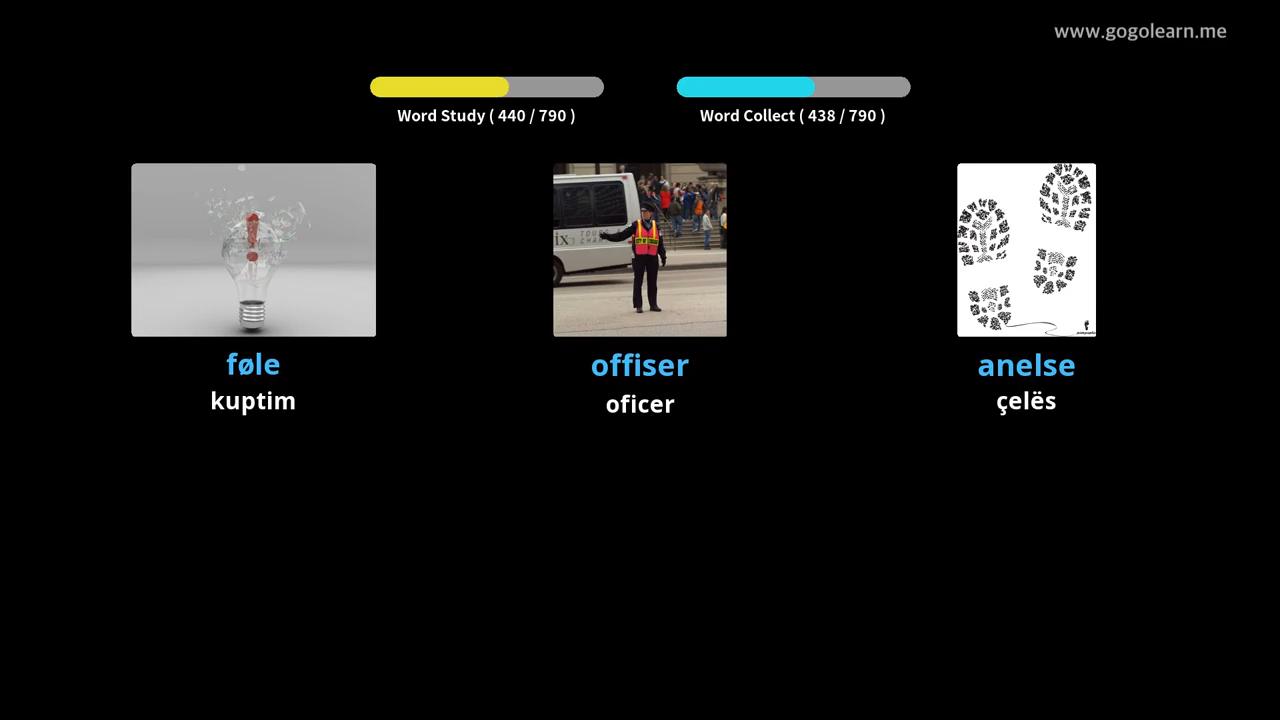 www.gogolearn.me
Word Study ( 440 / 790 )
Word Collect ( 438 / 790 )
føle
offiser
anelse
kuptim
oficer
çelës